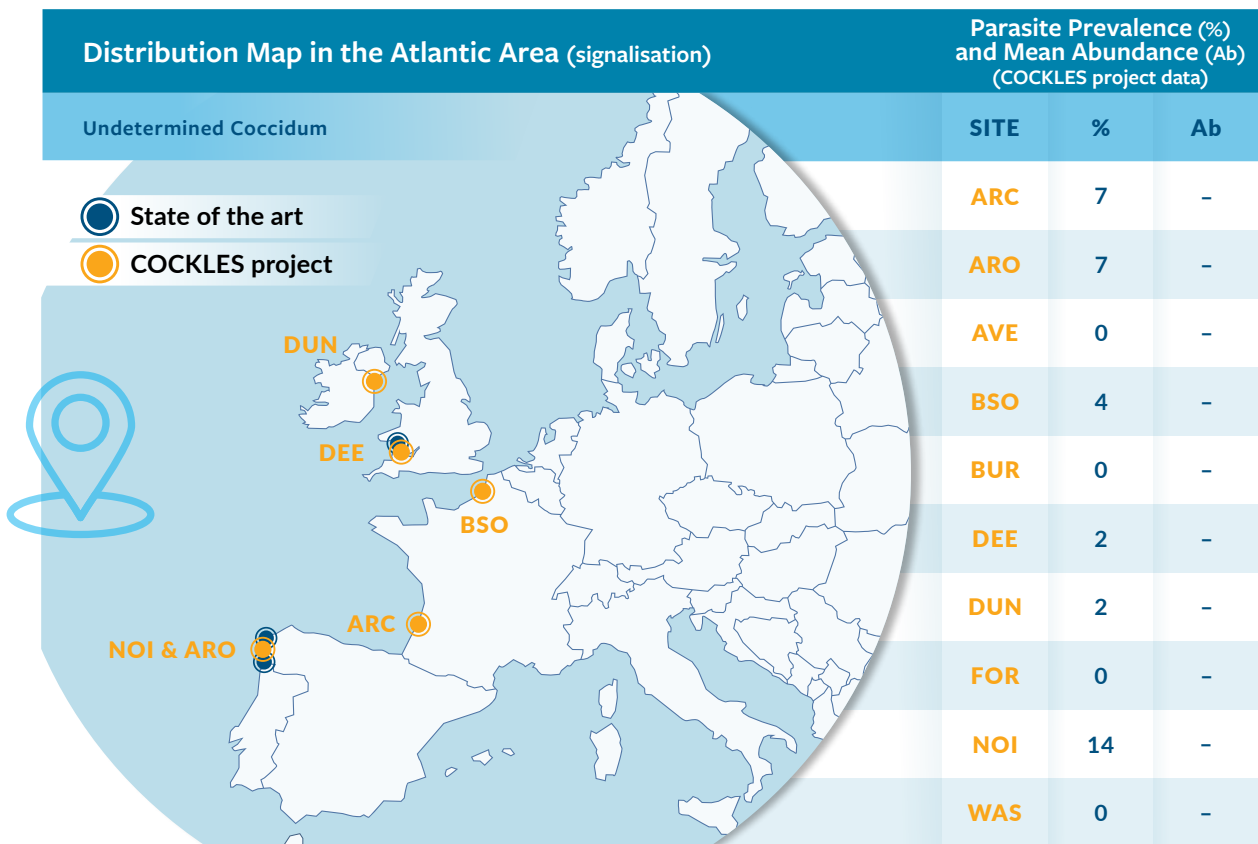 Distribution Map in the Atlantic Area (signalisation)
Parasite Prevalence (%)
and Mean Abundance (Ab)
(COCKLES project data)
Undetermined Coccidum
SITE % Ab
State of the art
COCKLES project
DUN
DEE
BSO
ARC
NOI & ARO
ARC 7 –
ARO 7 –
AVE 0 –
BSO 4 –
BUR 0 –
DEE 2 –
DUN 2 –
FOR 0 –
NOI 14 –
WAS 0 –